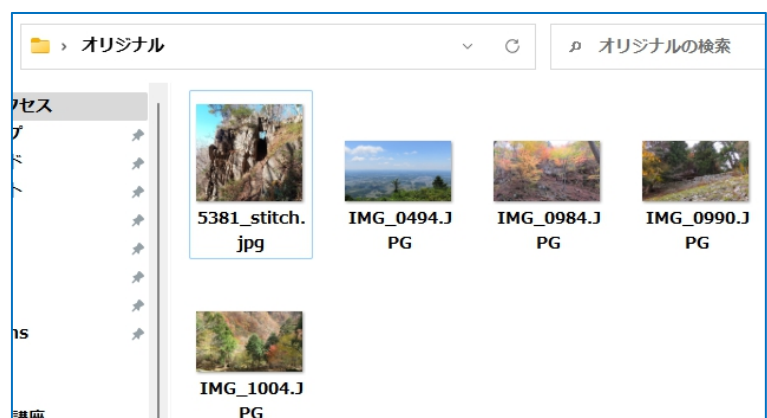 › オリジナル
オリジナルの検索
クセス
プ
ド
ト
ns
講座
5381_stitch.
jpg
IMG_0494.J
PG
IMG_0984.J
PG
IMG_0990.J
PG
IMG_1004.J
PG